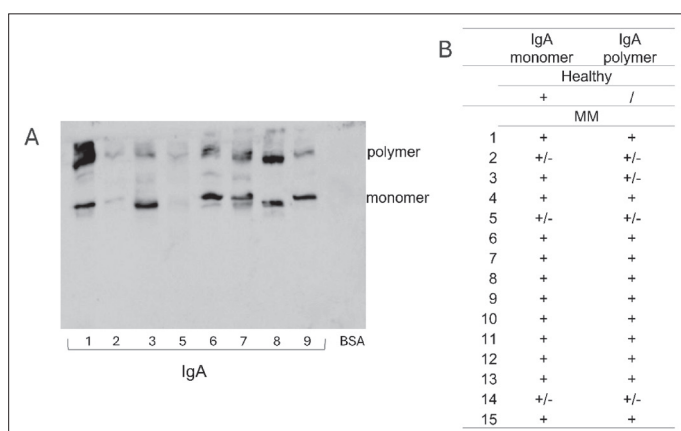 A
polymer
monomer
1 2 3 5 6 7 8 9 BSA
IgA
B
IgA monomer IgA polymer
Healthy
+ /
MM
1 + +
2 +/- +/-
3 + +/-
4 + +
5 +/- +/-
6 + +
7 + +
8 + +
9 + +
10 + +
11 + +
12 + +
13 + +
14 +/- +/-
15 + +